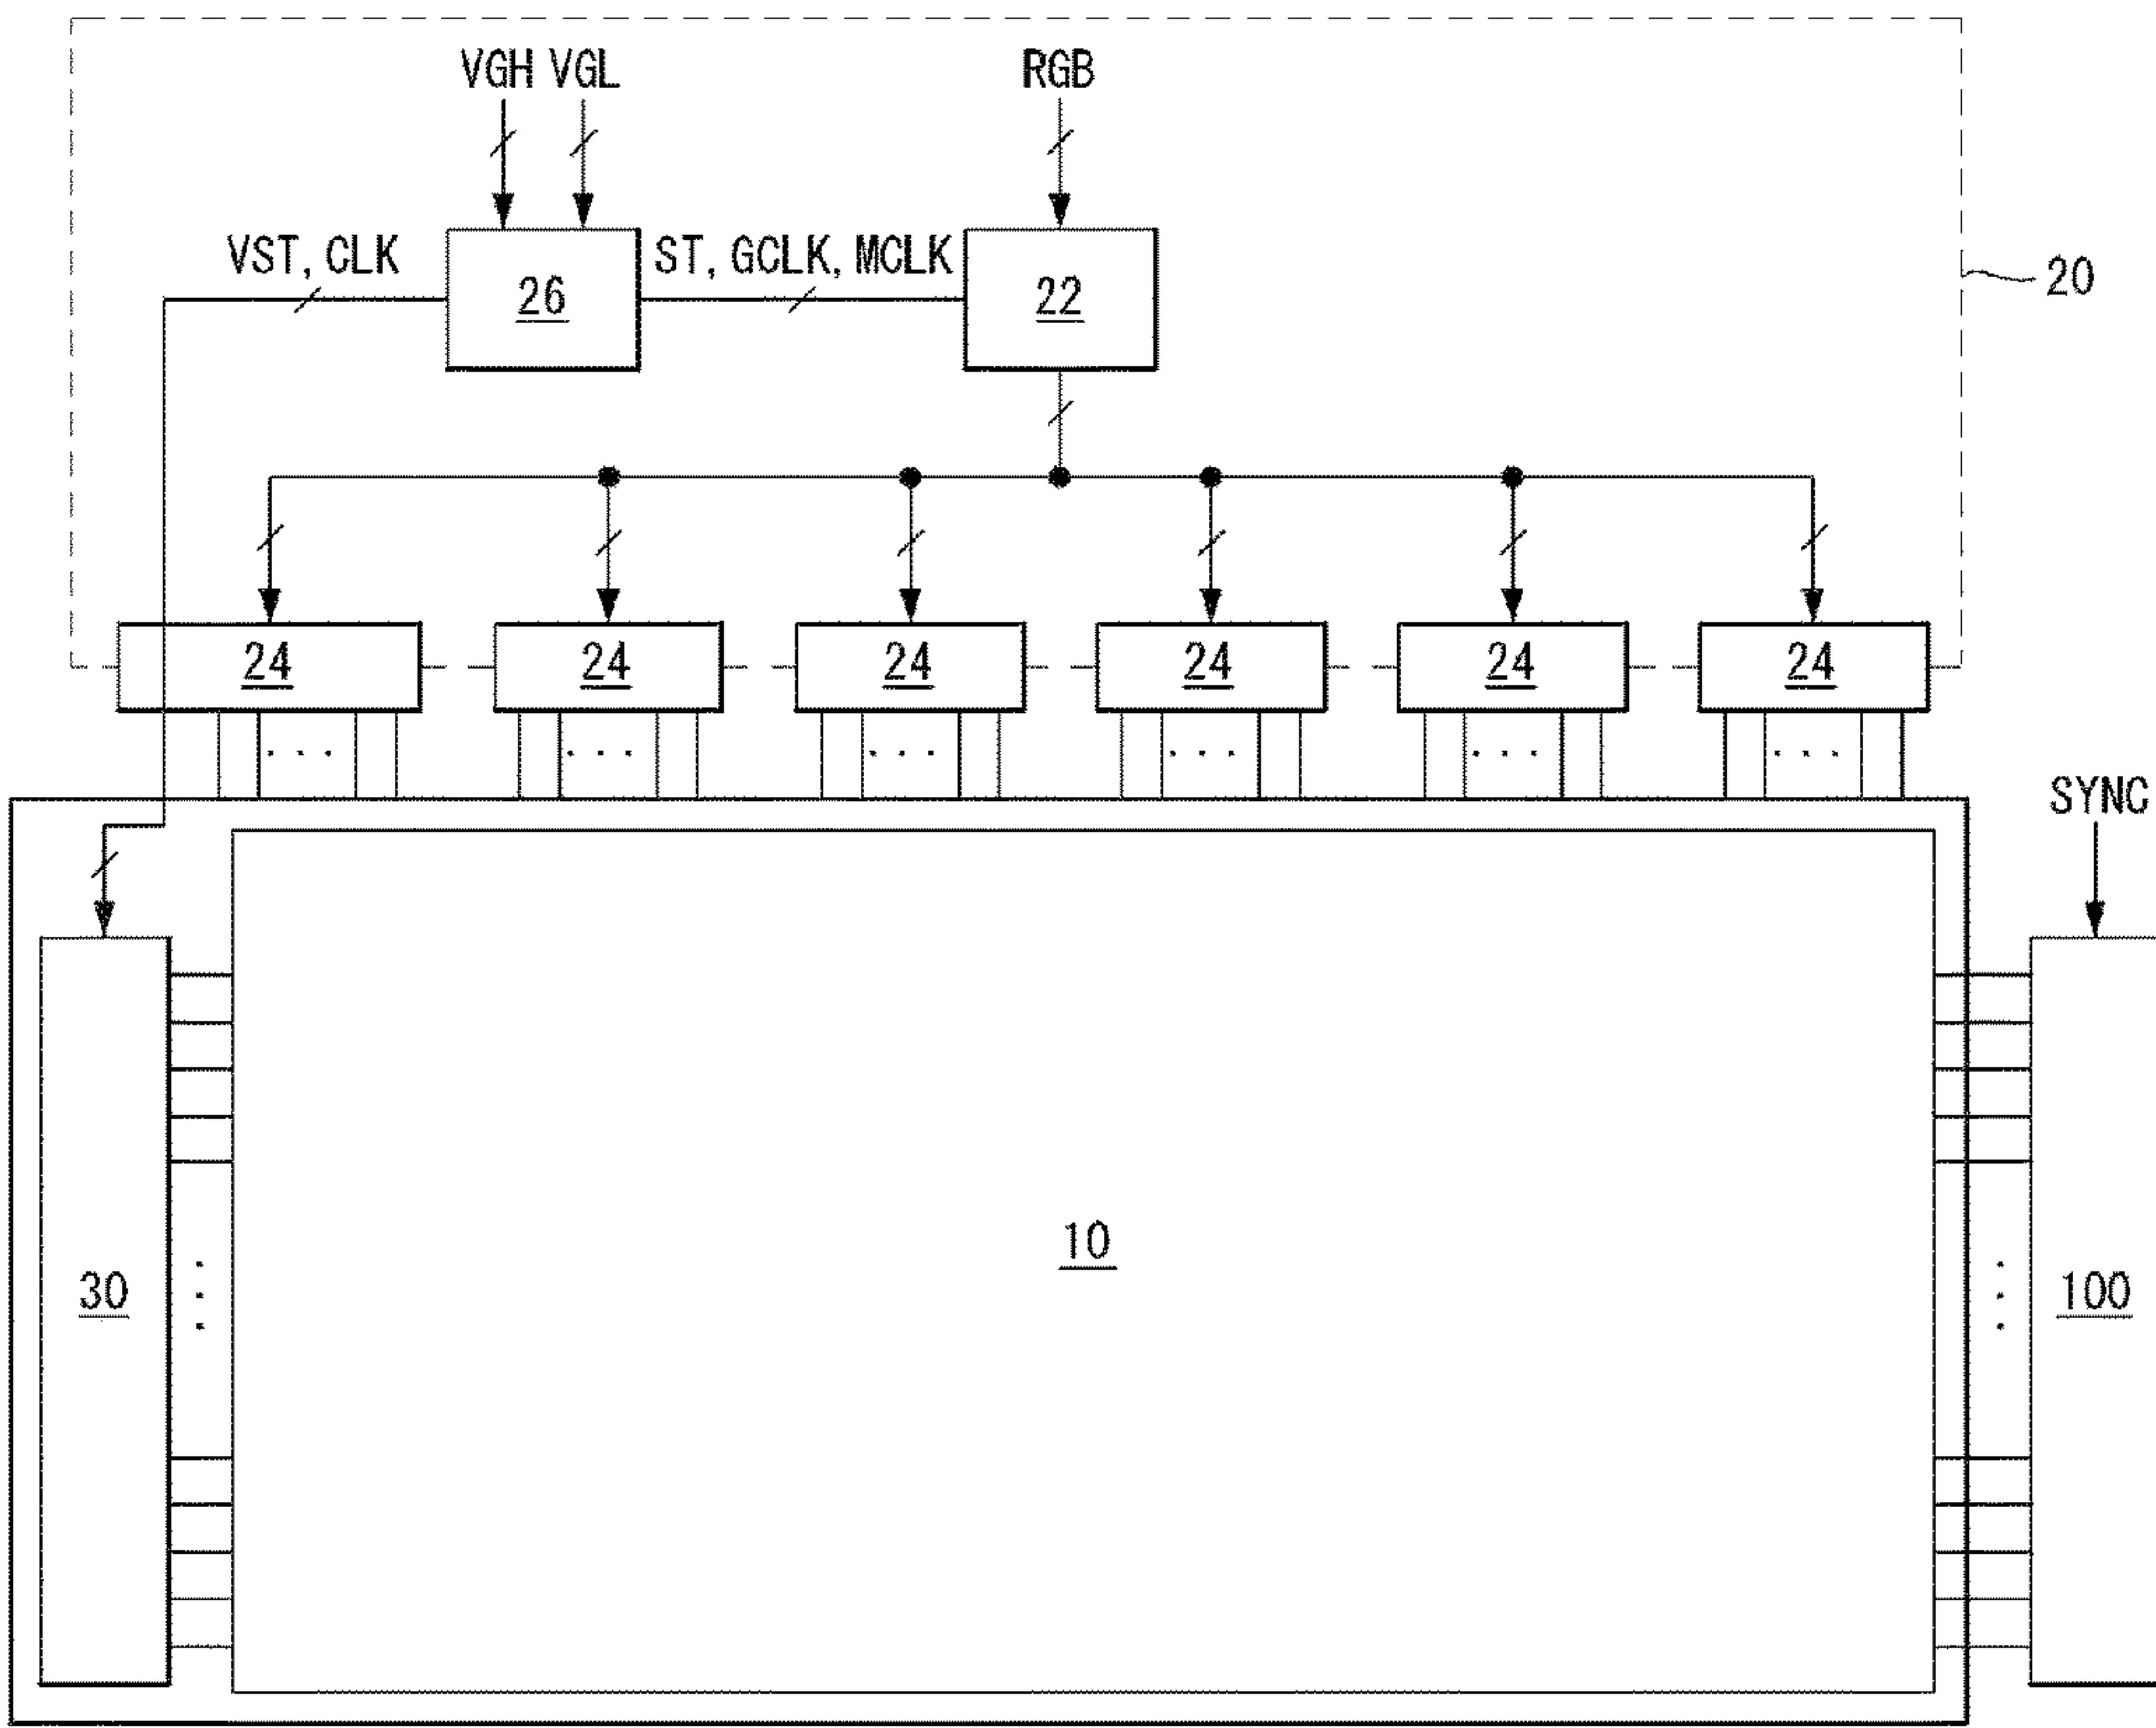 VGH VGL
RGB
VST, CLK
ST, GCLK, MCLK
26
22
20
24
24
24
24
24
24
SYNC
10
30
100